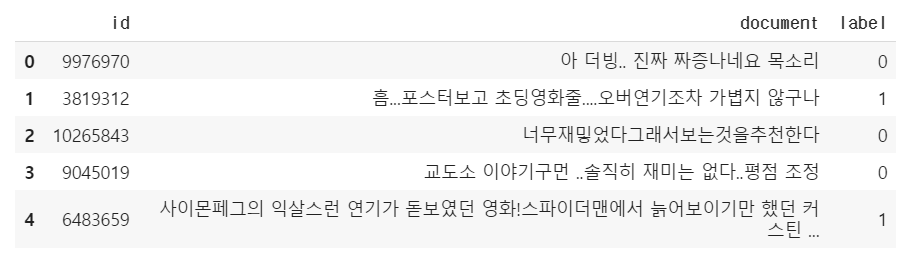 id document label
0 9976970 아 더빙.. 진짜 짜증나네요 목소리 0
1 3819312 흠...포스터보고 초딩영화줄....오버연기조차 가볍지 않구나 1
2 10265843 너무재밓었다그래서보는것을추천한다 0
3 9045019 교도소 이야기구먼 ..솔직히 재미는 없다..평점 조정 0
4 6483659 사이몬페그의 익살스런 연기가 돋보였던 영화!스파이더맨에서 늙어보이기만 했던 커 1
스틴 ...